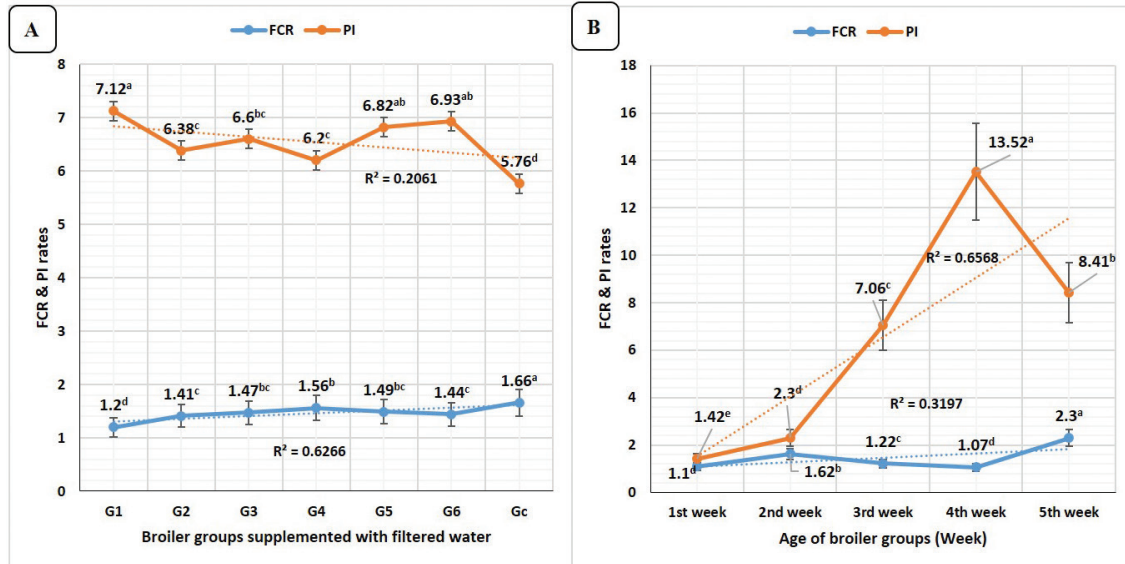 A
FCR PI
8
7
6
5
4
3
2
1
0
7.12ᵃ
6.38ᶜ
6.6ᵇᶜ
6.2ᶜ
6.82ᵃᵇ
6.93ᵃᵇ
5.76ᵈ
R² = 0.2061
1.2ᵈ
1.41ᶜ
1.47ᵇᶜ
1.56ᵇ
1.49ᵇᶜ
1.44ᶜ
1.66ᵃ
R² = 0.6266
FCR & PI rates
G1 G2 G3 G4 G5 G6 Gc
Broiler groups supplemented with filtered water
B
FCR PI
18
16
14
12
10
8
6
4
2
0
13.52ᵃ
R² = 0.6568
8.41ᵇ
7.06ᶜ
2.3ᵈ
R² = 0.3197
1.42ᵉ
1.22ᶜ
1.07ᵈ
2.3ᵃ
1.1ᵈ
1.62ᵇ
FCR & PI rates
1st week 2nd week 3rd week 4th week 5th week
Age of broiler groups (Week)